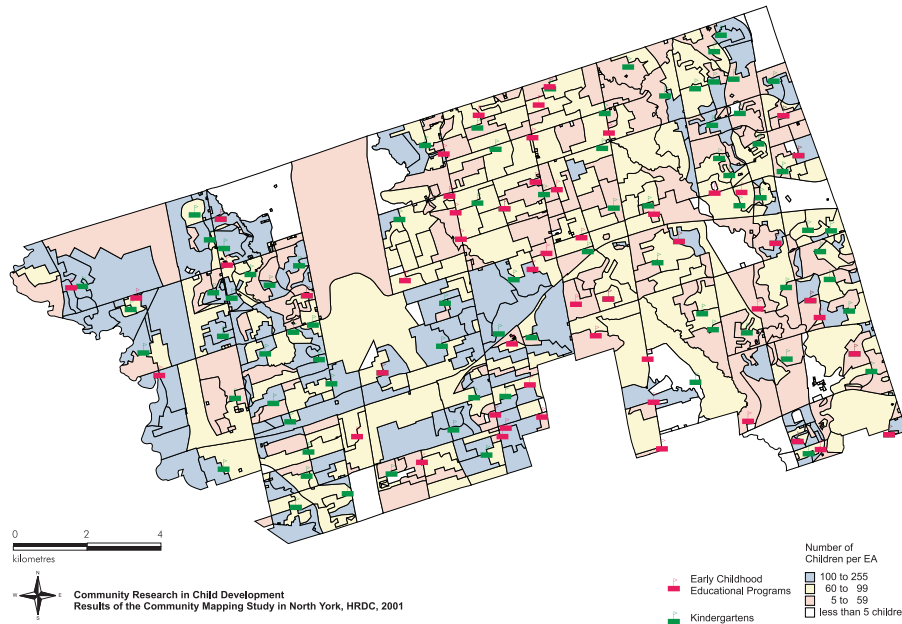 0 2 4
kilometres
N
W E
S
Community Research in Child Development
Results of the Community Mapping Study in North York, HRDC, 2001
Early Childhood
Educational Programs
Kindergartens
Number of
Children per EA
100 to 255
60 to 99
5 to 59
less than 5 childre